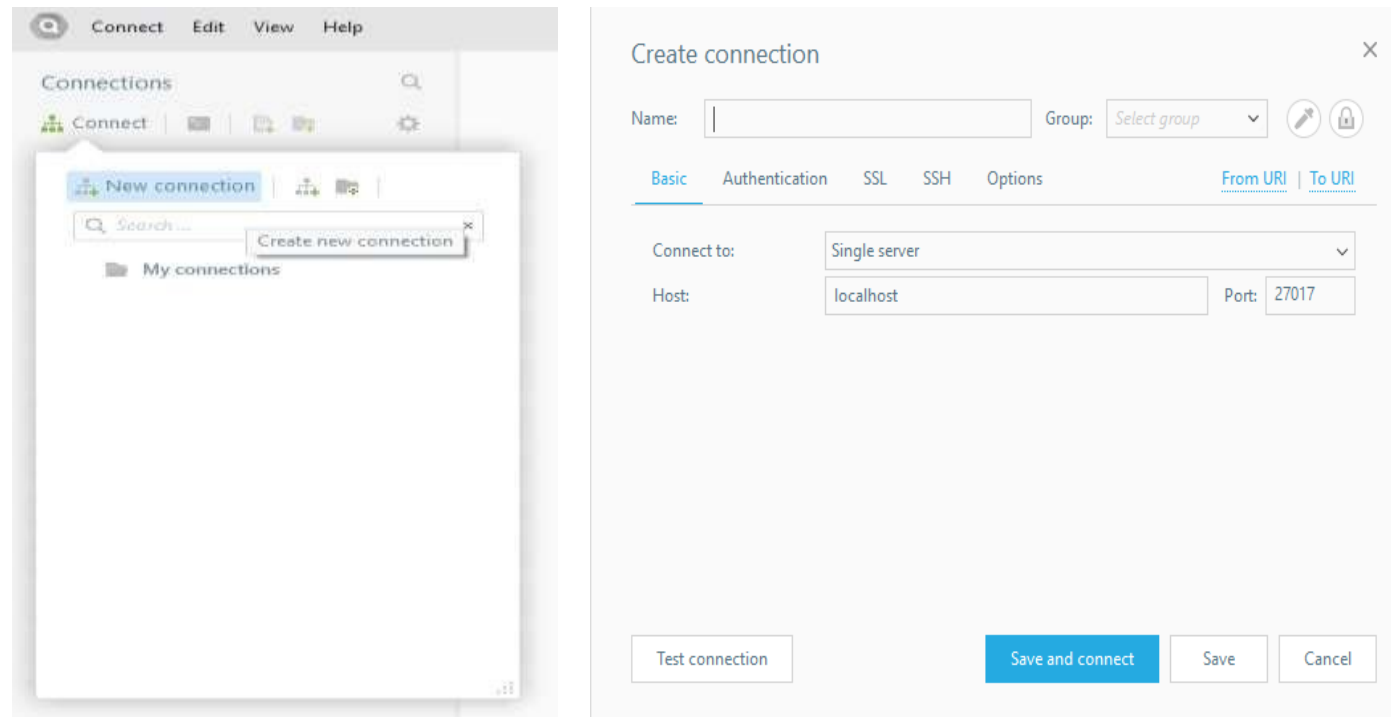 Connect Edit View Help
Connections
Connect
New connection
Search ...
Create new connection
My connections
Create connection
Name: Group: Select group
Basic Authentication SSL SSH Options From URI | To URI
Connect to: Single server
Host: localhost Port: 27017
Test connection Save and connect Save Cancel